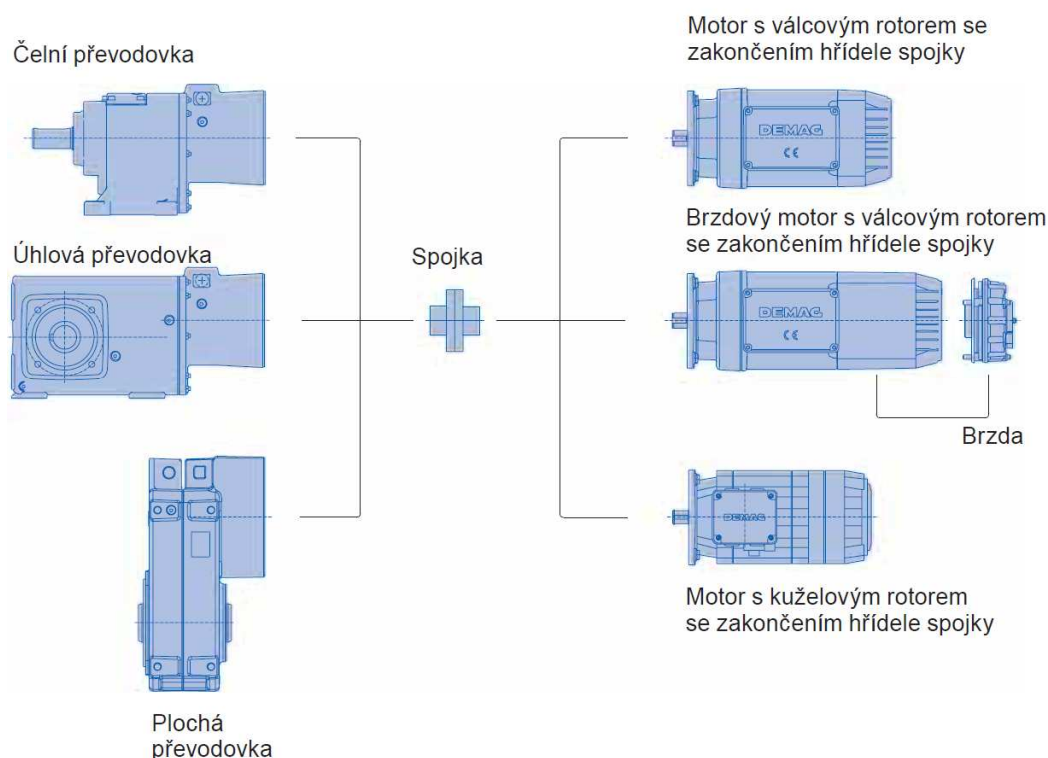 Čelní převodovka
Motor s válcovým rotorem se
zakončením hřídele spojky
DEMAG
CE
Úhlová převodovka
Spojka
Brzdový motor s válcovým rotorem
se zakončením hřídele spojky
DEMAG
CE
Brzda
DEMAG
Motor s kuželovým rotorem
se zakončením hřídele spojky
Plochá
převodovka